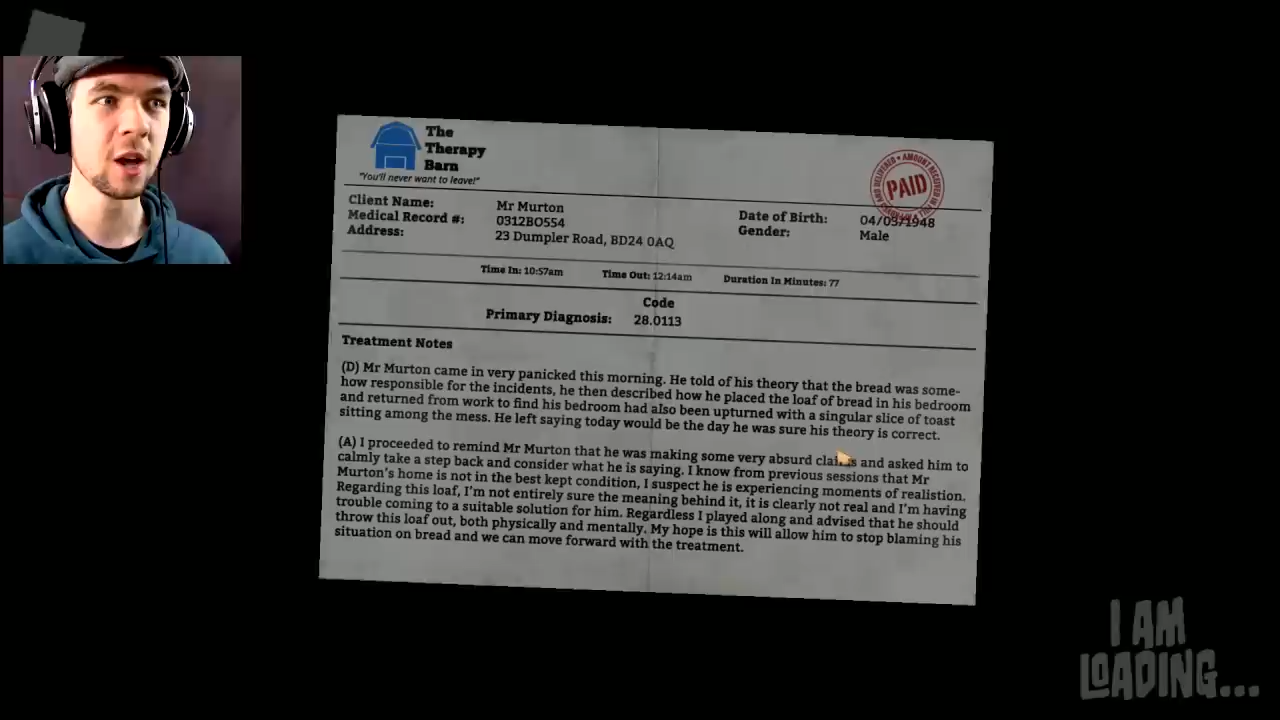 The
Therapy
Barn
"You'll never want to leave!"
PAID
Client Name: Mr Murton
Medical Record #: 0312BO554
Address: 23 Dumpler Road, BD24 0AQ
Date of Birth: 04/03/1948
Gender: Male
Time In: 10:57am Time Out: 12:14am Duration In Minutes: 77
Code
Primary Diagnosis: 28.0113
Treatment Notes
(D) Mr Murton came in very panicked this morning. He told of his theory that the bread was some-
how responsible for the incidents, he then described how he placed the loaf of bread in his bedroom
and returned from work to find his bedroom had also been upturned with a singular slice of toast
sitting among the mess. He left saying today would be the day he was sure his theory is correct.
(A) I proceeded to remind Mr Murton that he was making some very absurd claims and asked him to
calmly take a step back and consider what he is saying. I know from previous sessions that Mr
Murton's home is not in the best kept condition, I suspect he is experiencing moments of realistion.
Regarding this loaf, I'm not entirely sure the meaning behind it, it is clearly not real and I'm having
trouble coming to a suitable solution for him. Regardless I played along and advised that he should
throw this loaf out, both physically and mentally. My hope is this will allow him to stop blaming his
situation on bread and we can move forward with the treatment.
I AM
LOADING...